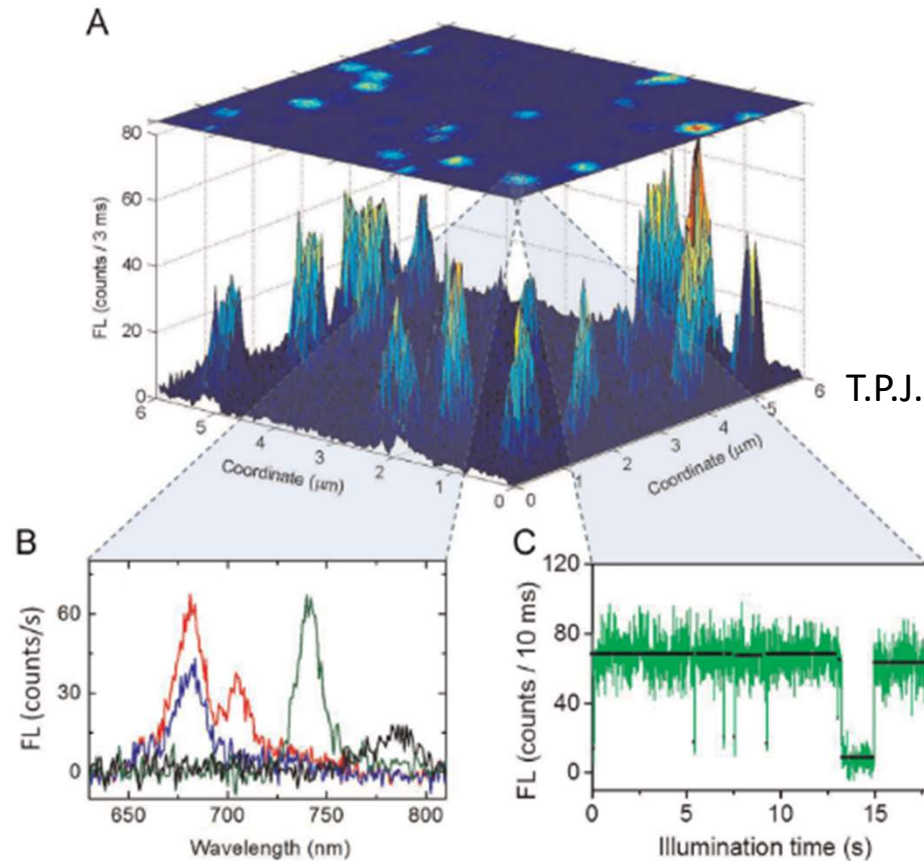 A
80
60
40
20
0
FL (counts / 3 ms)
6
5
4
3
2
1
0
Coordinate (μm)
0
1
2
3
4
5
6
Coordinate (μm)
T.P.J.
B
FL (counts/s)
60
30
0
650 700 750 800
Wavelength (nm)
C
FL (counts / 10 ms)
120
80
40
0
0 5 10 15
Illumination time (s)